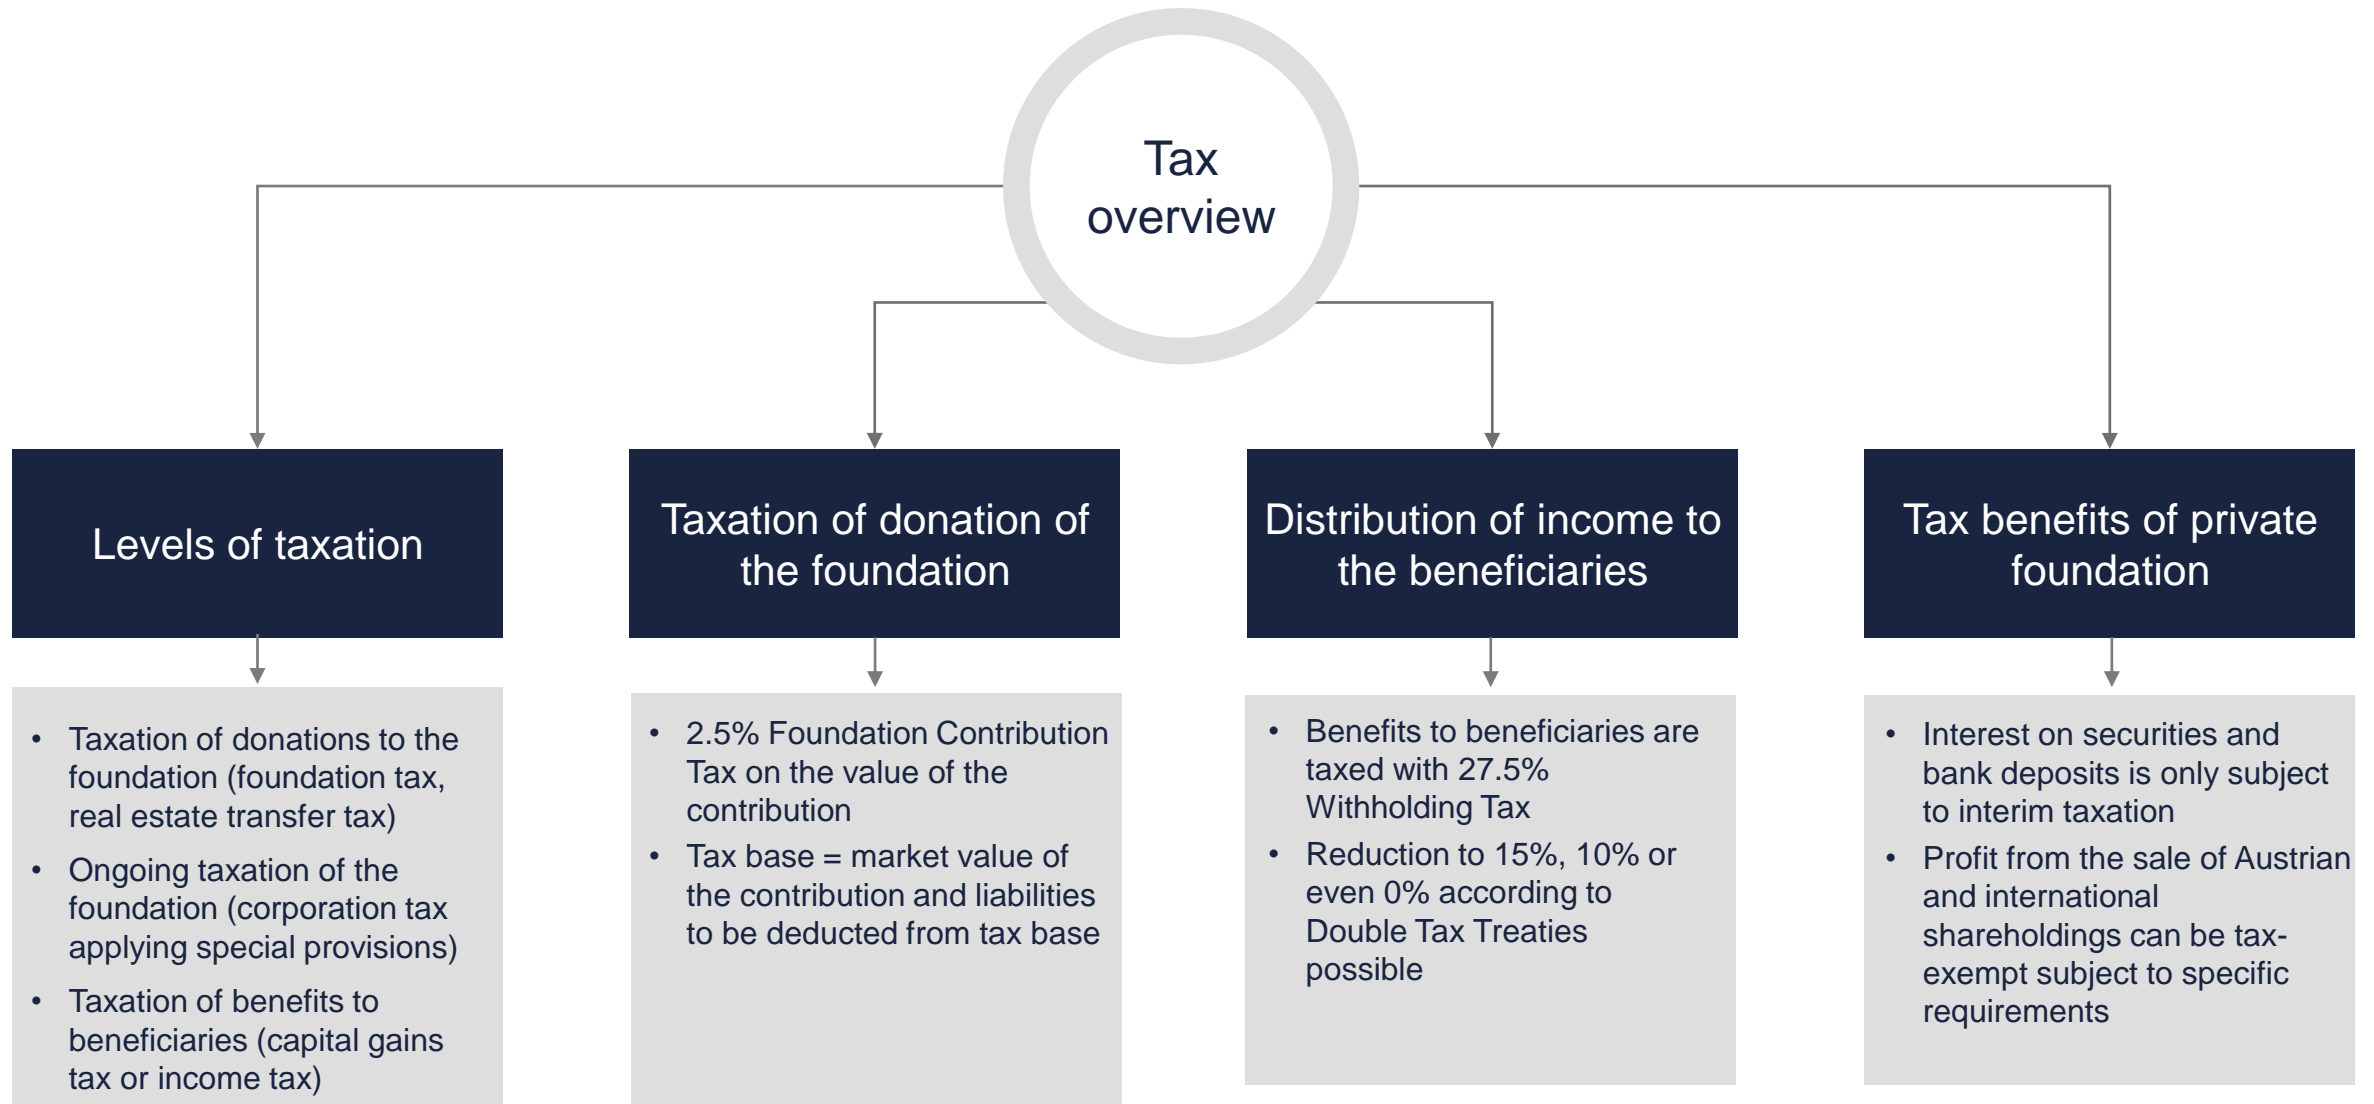 Tax
overview
Levels of taxation
Taxation of donation of
the foundation
Distribution of income to
the beneficiaries
Tax benefits of private
foundation
• Taxation of donations to the
foundation (foundation tax,
real estate transfer tax)
• Ongoing taxation of the
foundation (corporation tax
applying special provisions)
• Taxation of benefits to
beneficiaries (capital gains
tax or income tax)
• 2.5% Foundation Contribution
Tax on the value of the
contribution
• Tax base = market value of
the contribution and liabilities
to be deducted from tax base
• Benefits to beneficiaries are
taxed with 27.5%
Withholding Tax
• Reduction to 15%, 10% or
even 0% according to
Double Tax Treaties
possible
• Interest on securities and
bank deposits is only subject
to interim taxation
• Profit from the sale of Austrian
and international
shareholdings can be tax-
exempt subject to specific
requirements